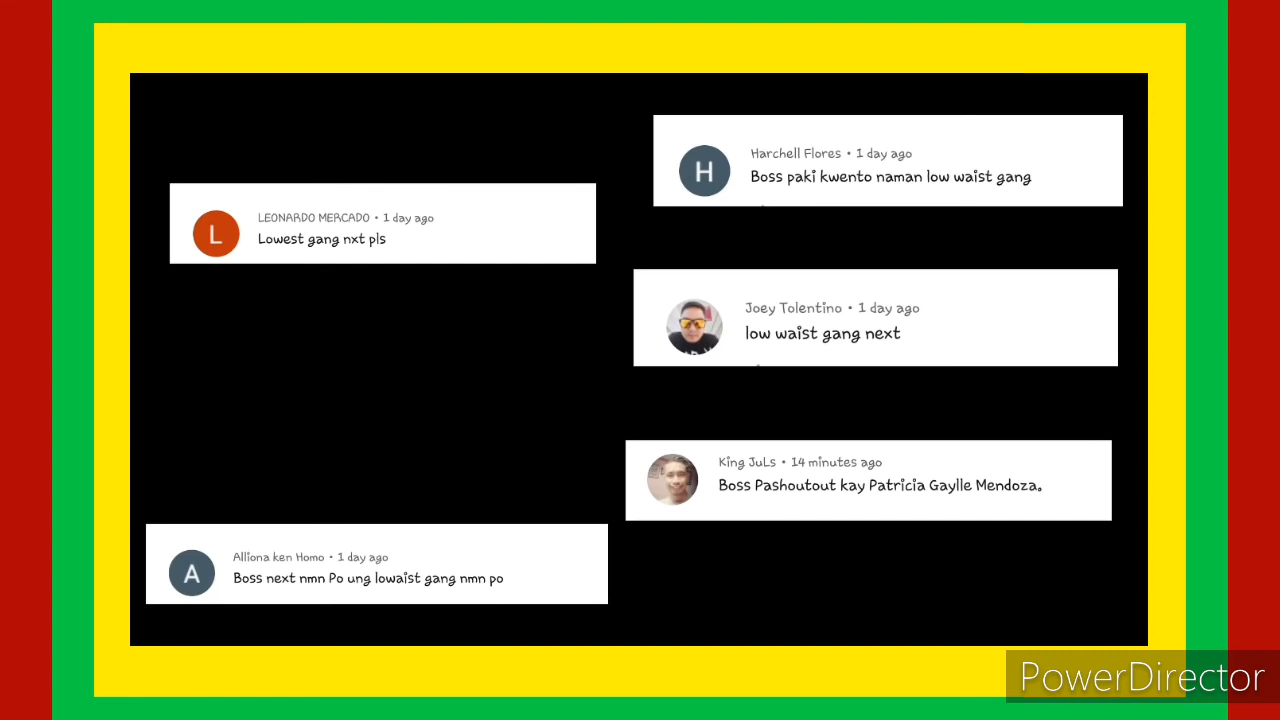 H
Harchell Flores • 1 day ago
Boss paki kwento naman low waist gang
L
LEONARDO MERCADO • 1 day ago
Lowest gang nxt pls
Joey Tolentino • 1 day ago
low waist gang next
King JuLs • 14 minutes ago
Boss Pashoutout kay Patricia Gaylle Mendoza。
A
Alliona ken Homo • 1 day ago
Boss next nmn Po ung lowaist gang nmn po
PowerDirector